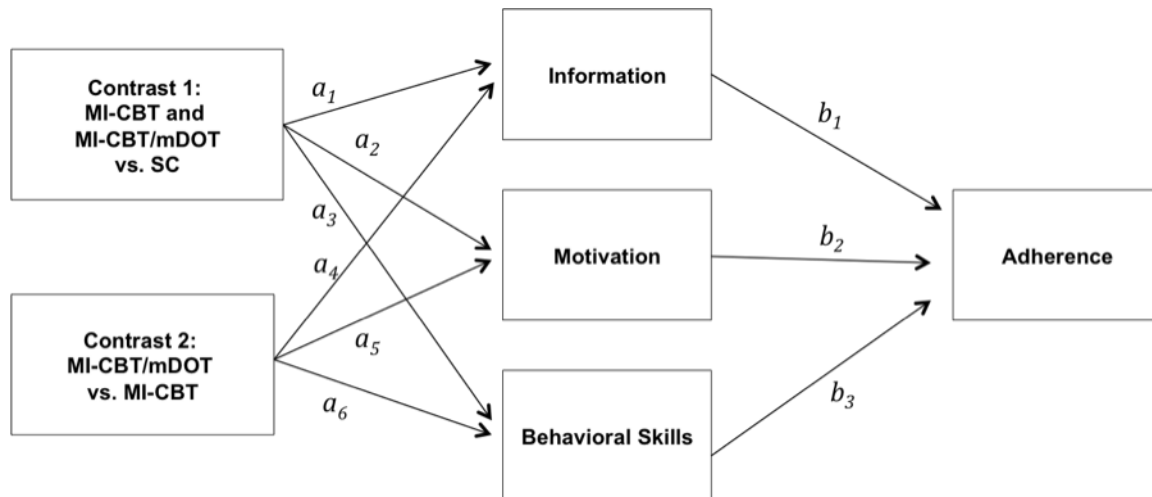 Contrast 1:
MI-CBT and
MI-CBT/mDOT
vs. SC
Contrast 2:
MI-CBT/mDOT
vs. MI-CBT
a1
a2
a3
a4
a5
a6
Information
Motivation
Behavioral Skills
b1
b2
b3
Adherence